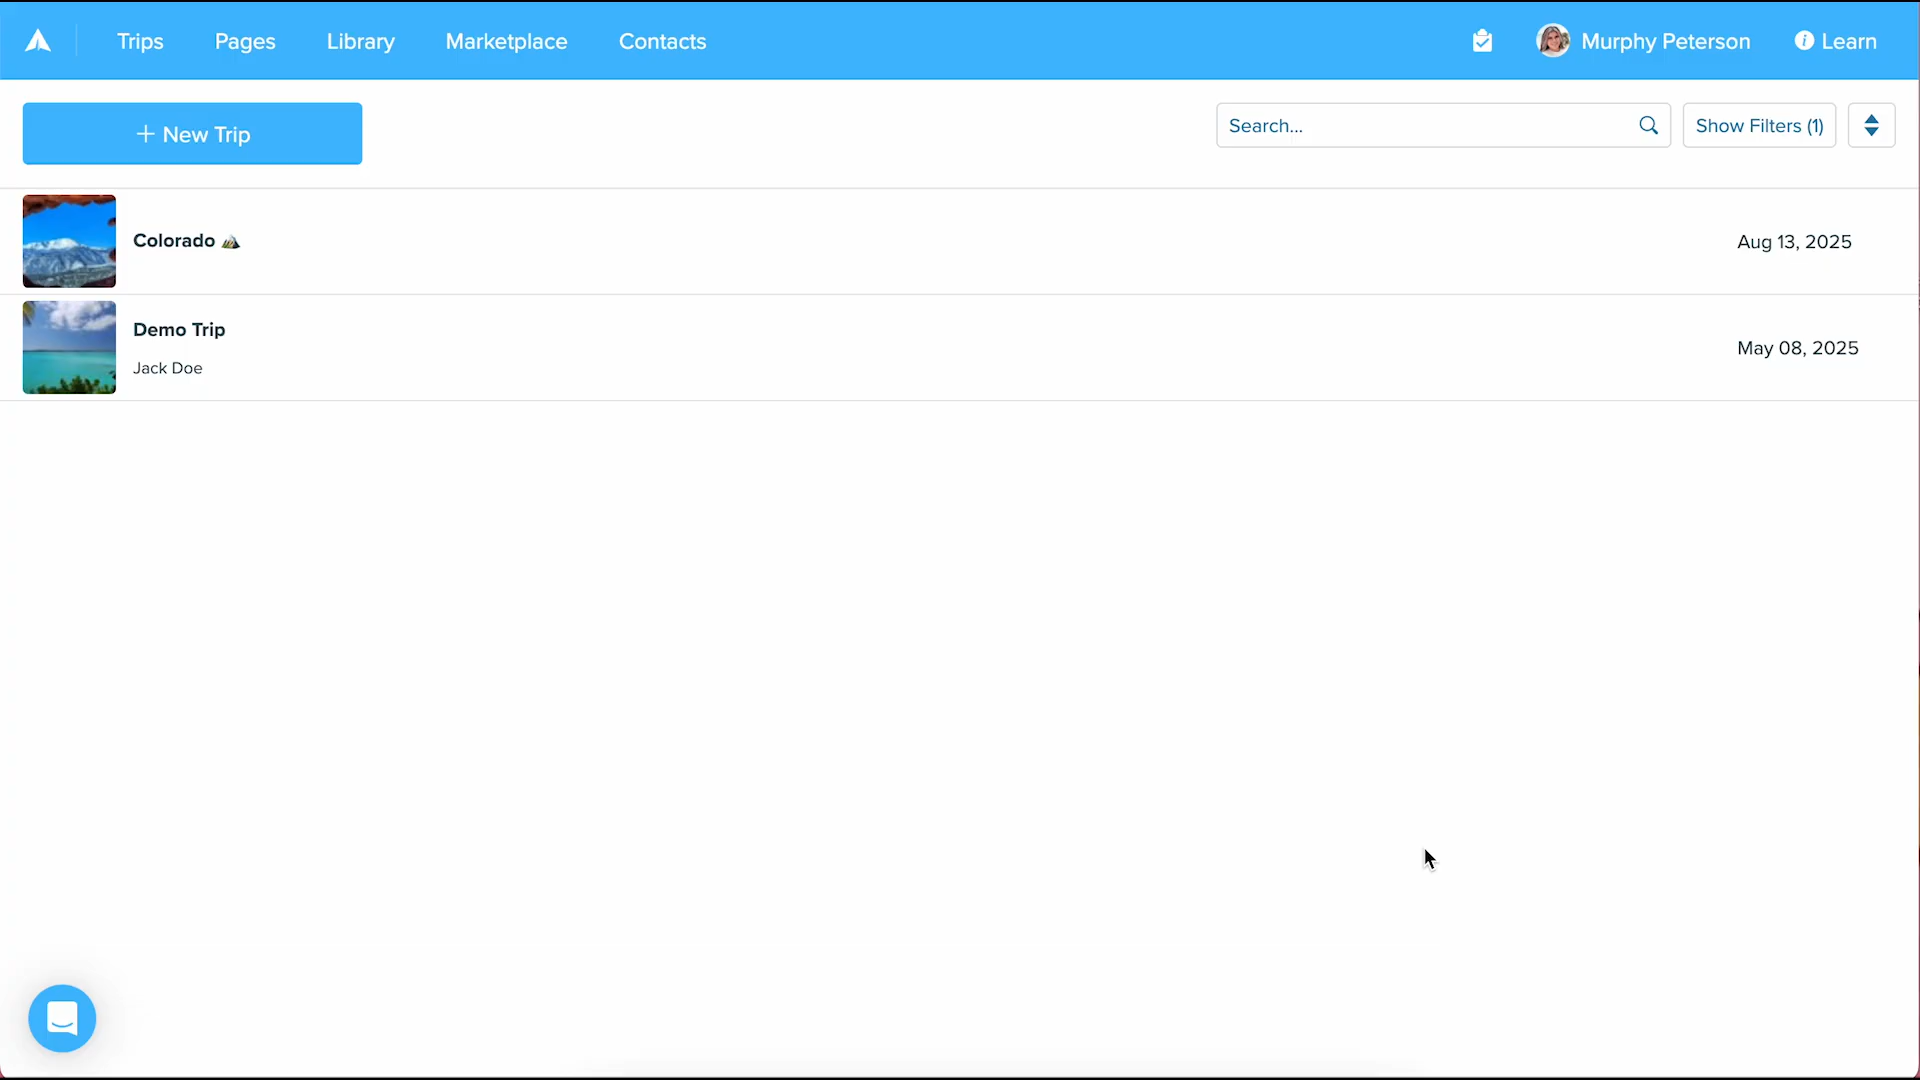 Trips
Pages
Library
Marketplace
Contacts
Murphy Peterson
Learn
+ New Trip
Search...
Show Filters (1)
Colorado 🏔️
Aug 13, 2025
Demo Trip
Jack Doe
May 08, 2025